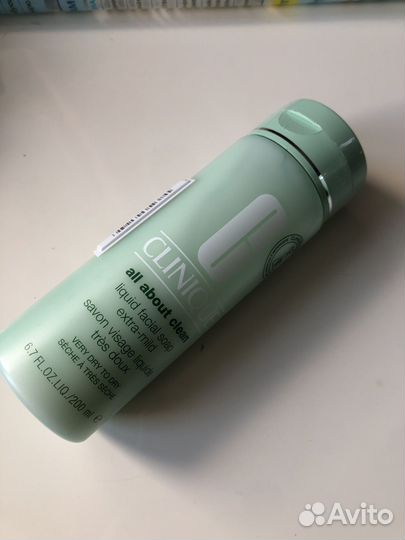 CLINIQUE
all about clean
liquid facial soap
extra-mild
savon visage liquide
très doux
VERY DRY TO DRY
SÈCHE À TRÈS SÈCHE
6.7 FL.OZ.LIQ./200 ml e
Avito